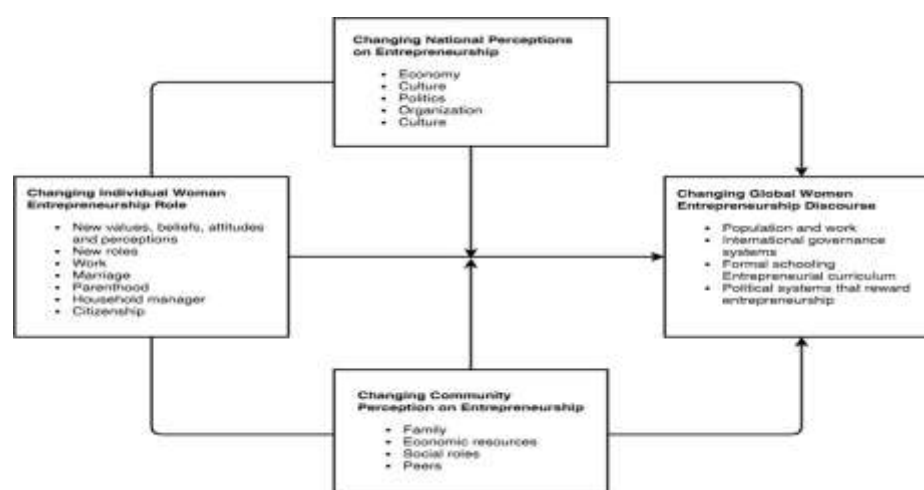 Changing National Perceptions
on Entrepreneurship
• Economy
• Culture
• Politics
• Organization
• Culture
Changing Individual Woman
Entrepreneurship Role
• New values, beliefs, attitudes
and perceptions
• New roles
• Work
• Marriage
• Parenthood
• Household manager
• Citizenship
Changing Global Women
Entrepreneurship Discourse
• Population and work
• International governance
systems
• Formal schooling
Entrepreneurial curriculum
• Political systems that reward
entrepreneurship
Changing Community
Perception on Entrepreneurship
• Family
• Economic resources
• Social roles
• Peers